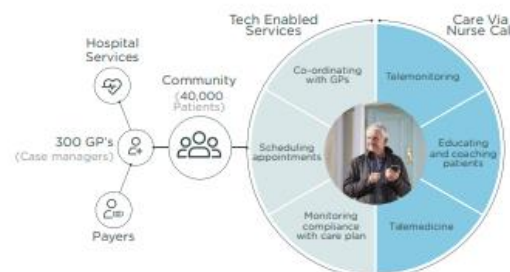 Tech Enabled
Services
Care Via
Nurse Cal
Hospital
Services
Community
(40,000
Patients)
300 GP's
(Case managers)
Payers
Co-ordinating
with GPs
Scheduling
appointments
Monitoring
compliance
with care plan
Telemonitoring
Educating
and coaching
patients
Telemedicine